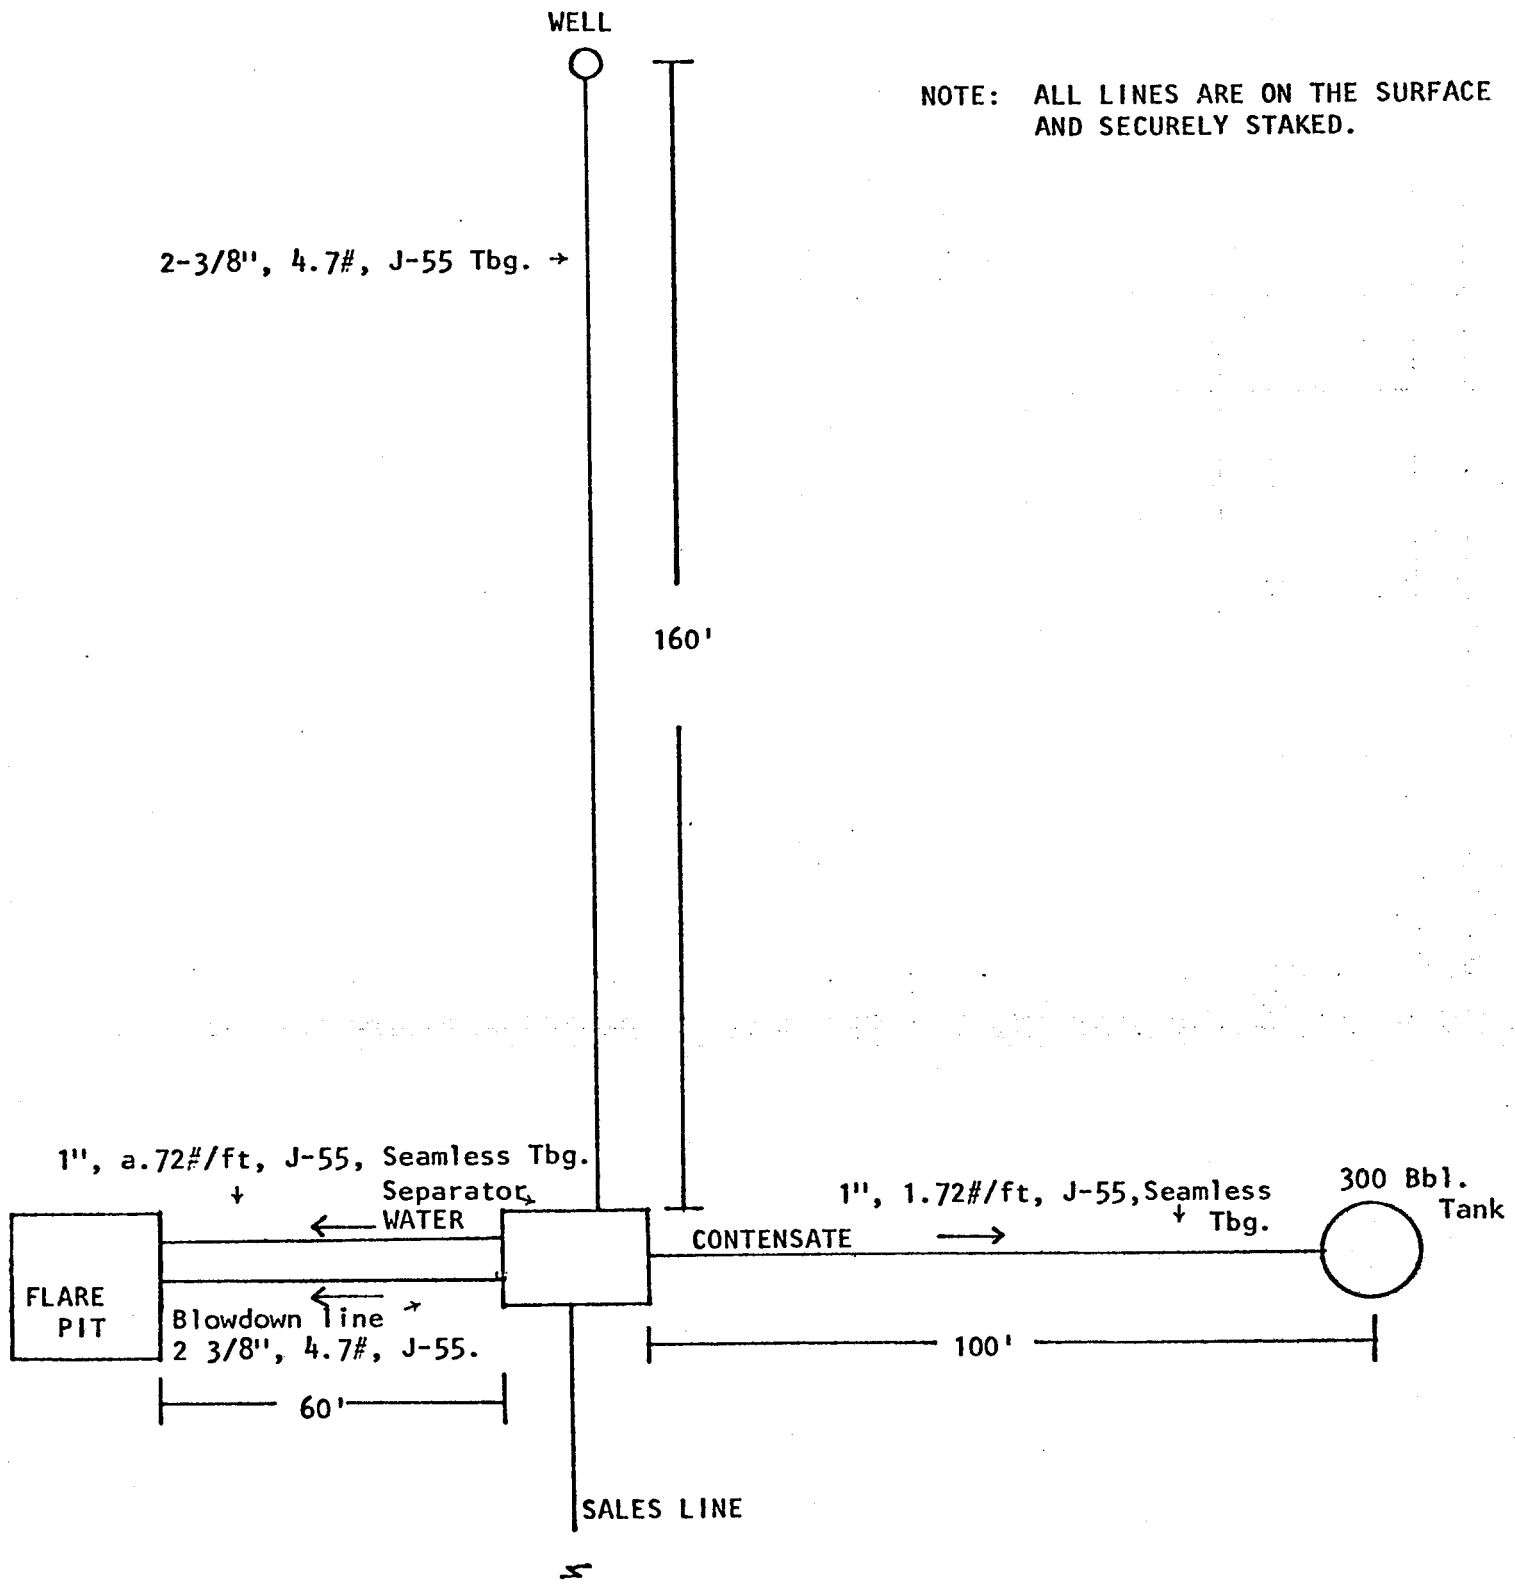 WELL
NOTE: ALL LINES ARE ON THE SURFACE
AND SECURELY STAKED.
2-3/8", 4.7#, J-55 Tbg. →
160'
1", a.72#/ft, J-55, Seamless Tbg.
Separator
WATER
1", 1.72#/ft, J-55,Seamless
Tbg.
300 Bbl.
Tank
CONTENSATE
FLARE
PIT
Blowdown line
2 3/8", 4.7#, J-55.
100'
60'
SALES LINE